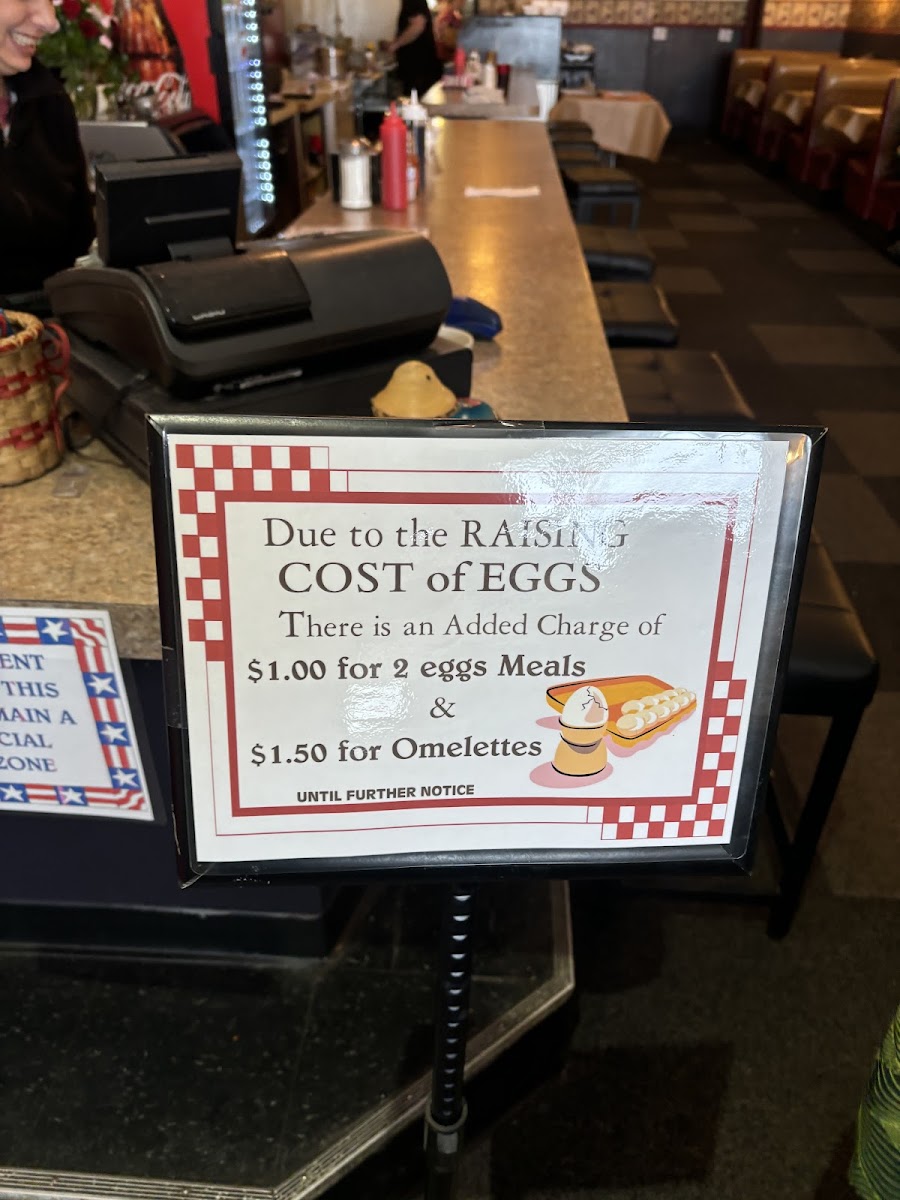 Due to the RAISING
COST of EGGS
There is an Added Charge of
$1.00 for 2 eggs Meals
&
$1.50 for Omelettes
UNTIL FURTHER NOTICE
ENT
THIS
MAIN A
CIAL
ZONE